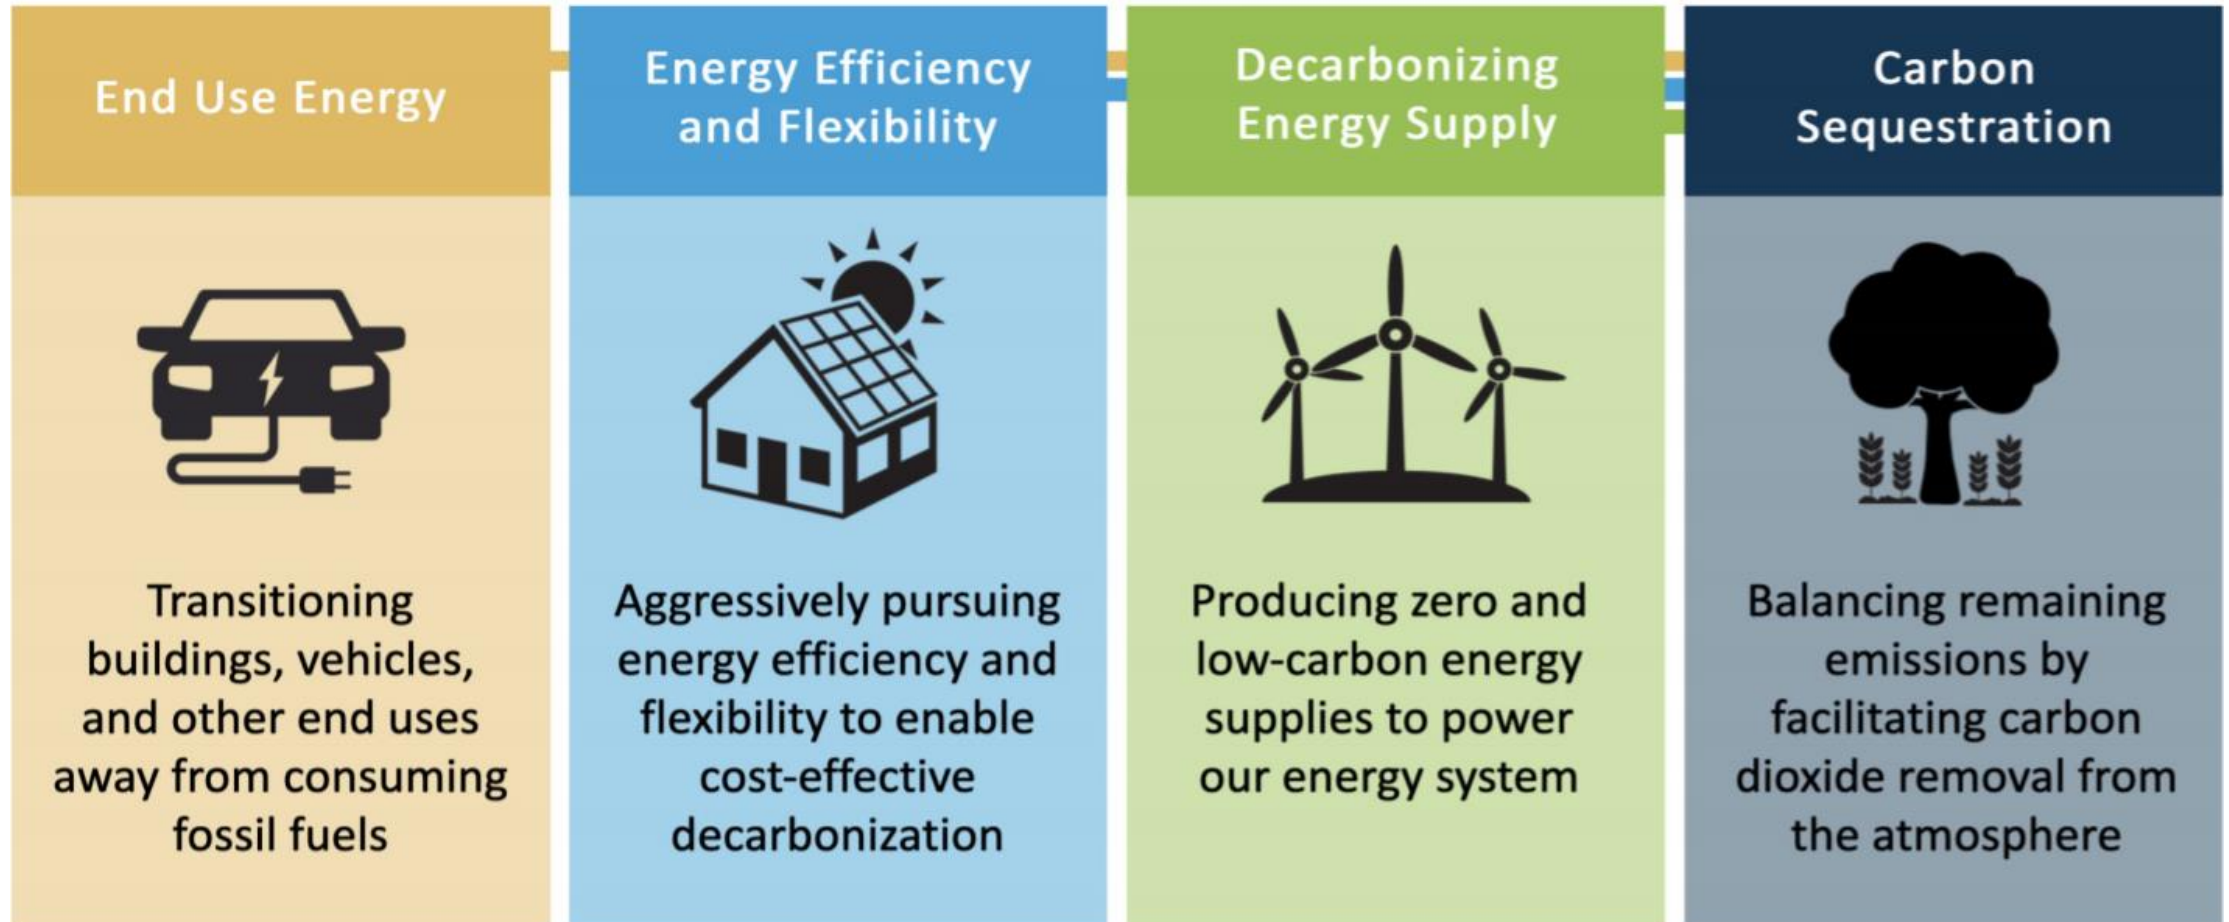 End Use Energy
Transitioning
buildings, vehicles,
and other end uses
away from consuming
fossil fuels
Energy Efficiency
and Flexibility
Aggressively pursuing
energy efficiency and
flexibility to enable
cost-effective
decarbonization
Decarbonizing
Energy Supply
Producing zero and
low-carbon energy
supplies to power
our energy system
Carbon
Sequestration
Balancing remaining
emissions by
facilitating carbon
dioxide removal from
the atmosphere